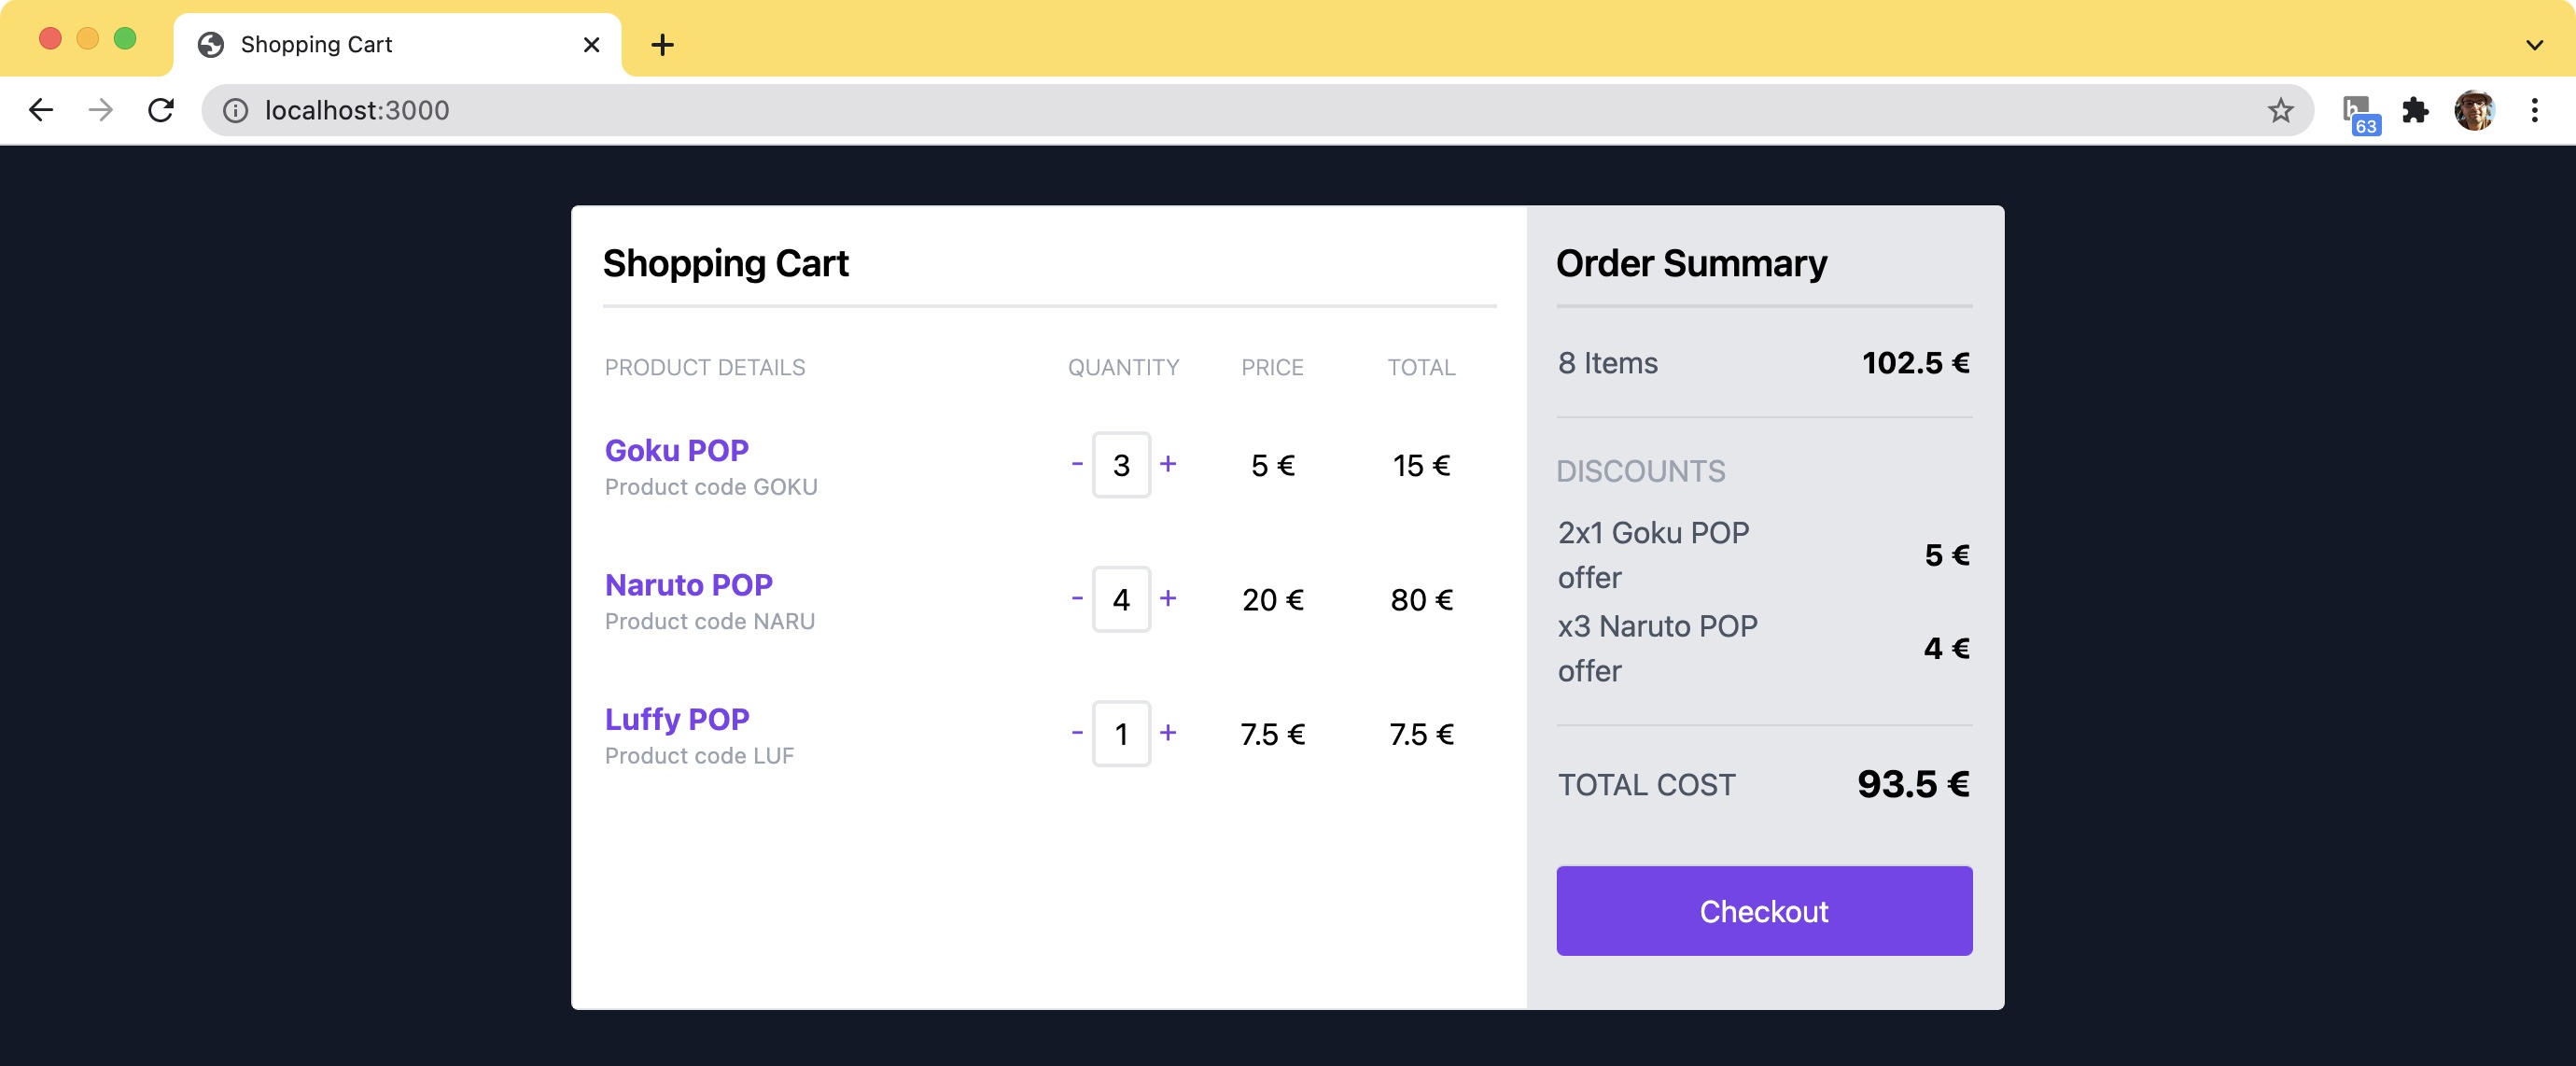 Shopping Cart
localhost:3000
63
Shopping Cart
PRODUCT DETAILS QUANTITY PRICE TOTAL
Goku POP
Product code GOKU
- 3 + 5 € 15 €
Naruto POP
Product code NARU
- 4 + 20 € 80 €
Luffy POP
Product code LUF
- 1 + 7.5 € 7.5 €
Order Summary
8 Items 102.5 €
DISCOUNTS
2x1 Goku POP
offer
5 €
x3 Naruto POP
offer
4 €
TOTAL COST 93.5 €
Checkout